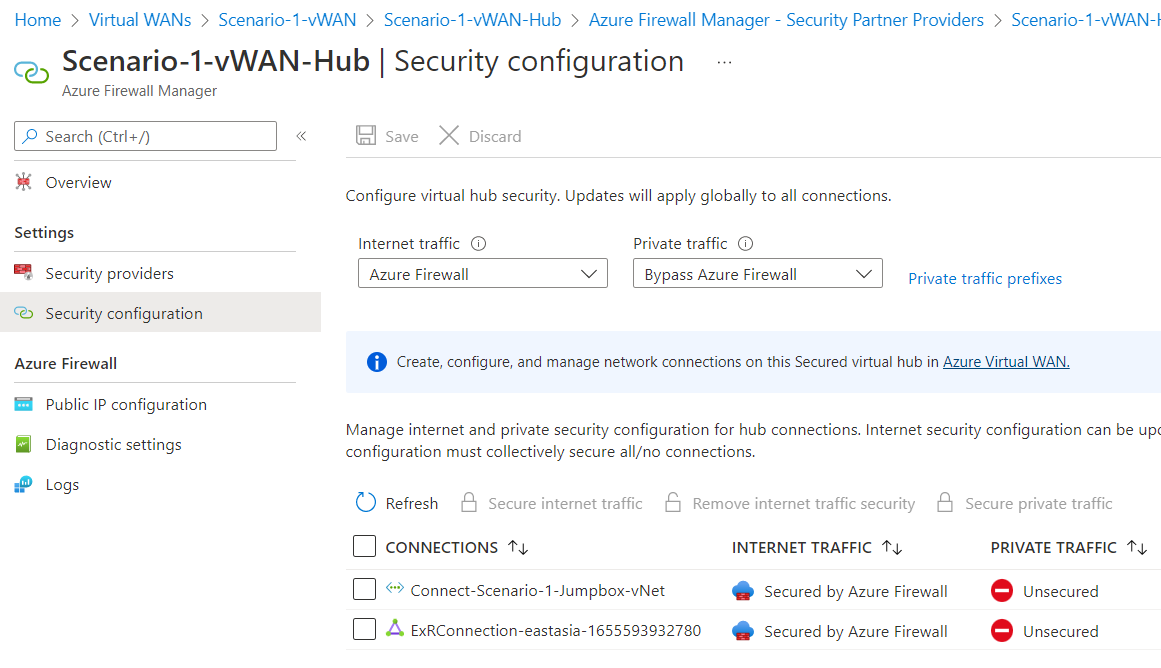 Home > Virtual WANs > Scenario-1-vWAN > Scenario-1-vWAN-Hub > Azure Firewall Manager - Security Partner Providers > Scenario-1-vWAN-H
Scenario-1-vWAN-Hub | Security configuration ...
Azure Firewall Manager
Search (Ctrl+/)
«
Save
Discard
Overview
Configure virtual hub security. Updates will apply globally to all connections.
Settings
Internet traffic
Private traffic
Security providers
Azure Firewall
Bypass Azure Firewall
Private traffic prefixes
Security configuration
Azure Firewall
Create, configure, and manage network connections on this Secured virtual hub in Azure Virtual WAN.
Public IP configuration
Diagnostic settings
Logs
Manage internet and private security configuration for hub connections. Internet security configuration can be upd
configuration must collectively secure all/no connections.
Refresh
Secure internet traffic
Remove internet traffic security
Secure private traffic
CONNECTIONS ↑↓ INTERNET TRAFFIC ↑↓ PRIVATE TRAFFIC ↑↓
Connect-Scenario-1-Jumpbox-vNet Secured by Azure Firewall Unsecured
ExRConnection-eastasia-1655593932780 Secured by Azure Firewall Unsecured